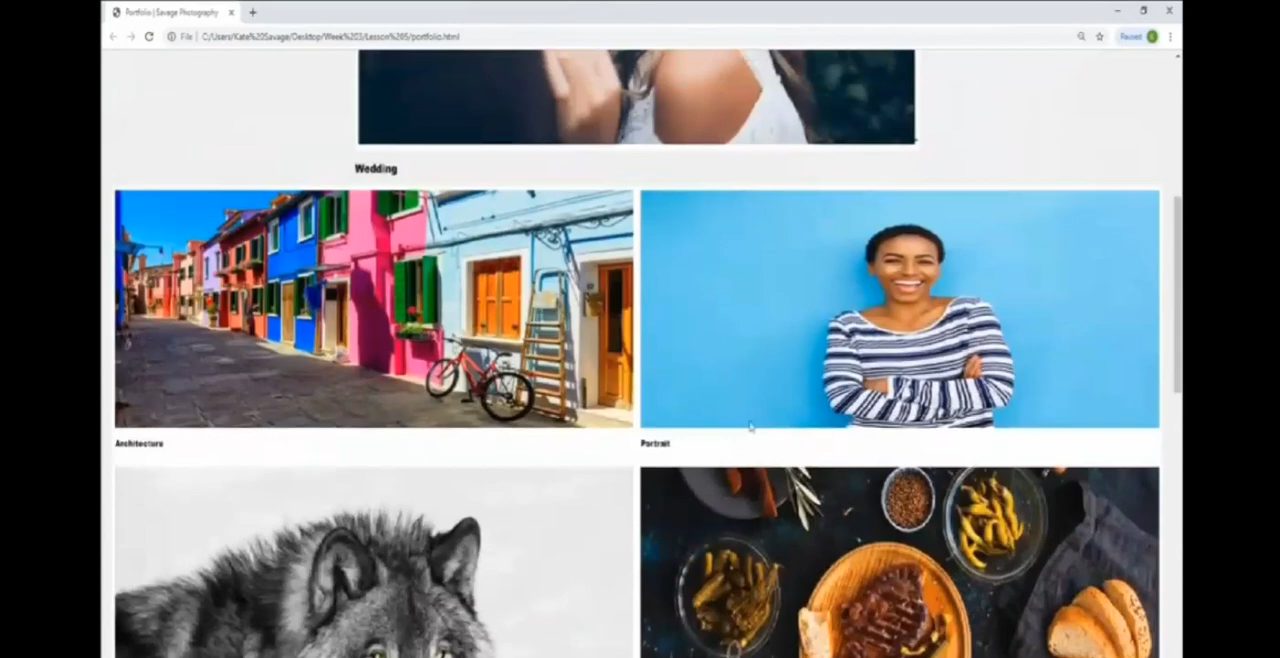 Portfolio | Savage Photography
File | C:/Users/Kate%20Savage/Desktop/Week%203/Lesson%205/portfolio.html
Paused
Wedding
Architecture
Portrait